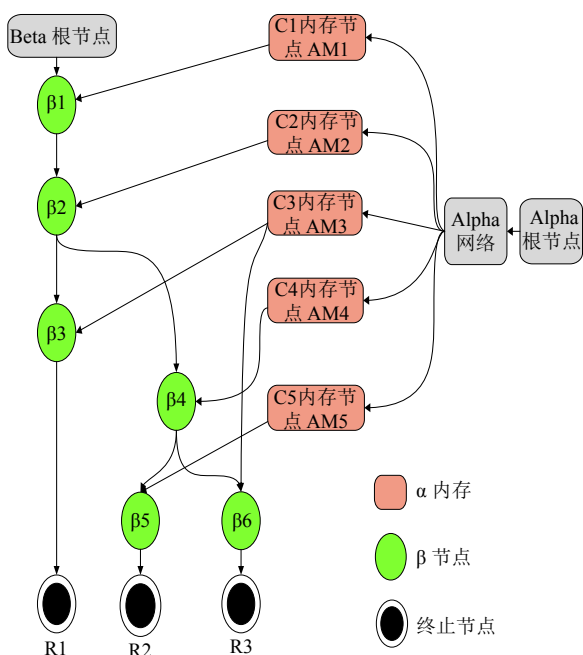 Beta 根节点
C1内存节
点 AM1
β1
C2内存节
点 AM2
β2
C3内存节
点 AM3
Alpha
网络
Alpha
根节点
C4内存节
点 AM4
β3
β4
C5内存节
点 AM5
α 内存
β5
β6
β 节点
终止节点
R1
R2
R3